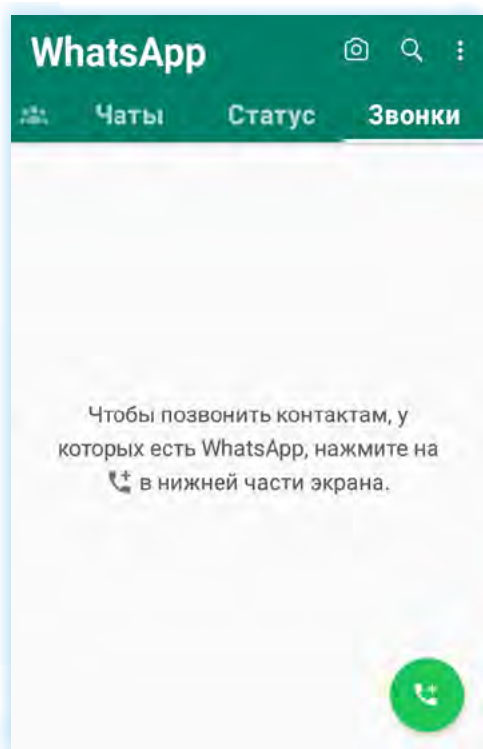 WhatsApp
Чаты Статус Звонки
Чтобы позвонить контактам, у
которых есть WhatsApp, нажмите на
в нижней части экрана.